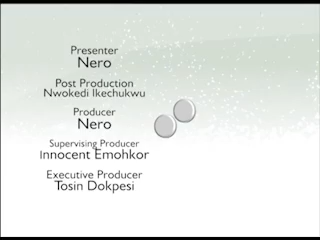 Presenter
Nero
Post Production
Nwokedi Ikechukwu
Producer
Nero
Supervising Producer
Innocent Emohkor
Executive Producer
Tosin Dokpesi